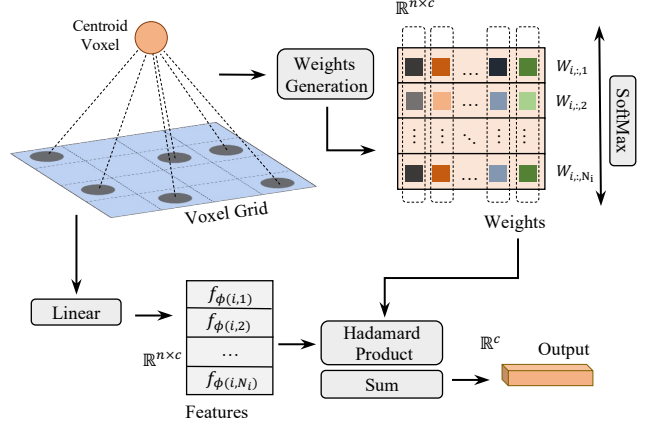 ℝ^{n×c}
Centroid
Voxel
Weights
Generation
W_{i,:,1}
W_{i,:,2}
W_{i,:,N_i}
SoftMax
Voxel Grid
Weights
Linear
ℝ^{n×c}
f_{ϕ(i,1)}
f_{ϕ(i,2)}
...
f_{ϕ(i,N_i)}
Features
Hadamard
Product
Sum
ℝ^c
Output